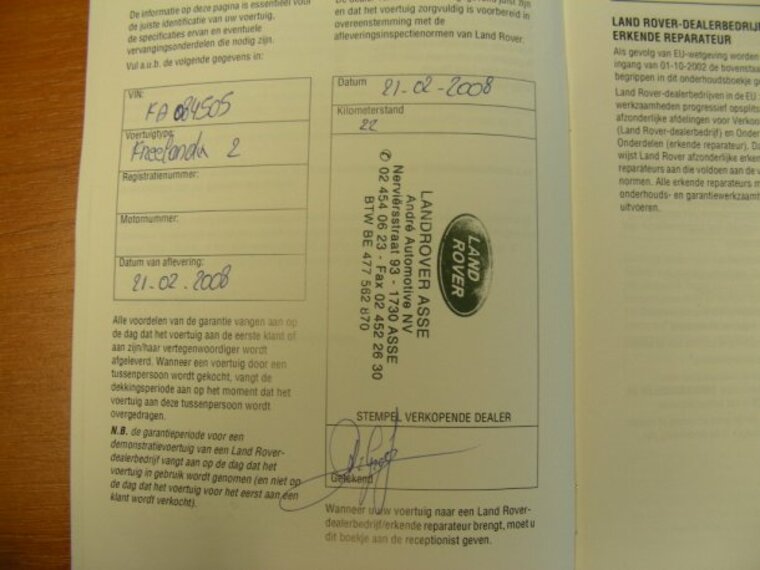 De informatie op deze pagina is essentieel voor
de juiste identificatie van uw voertuig,
de specificaties ervan en eventuele
vervangingsonderdelen die nodig zijn.
Vul a.u.b. de volgende gegevens in:
VIN:
Voertuigtype:
Freelander 2
Registratienummer:
Motornummer:
Datum van aflevering:
21-02-2008
Alle voordelen van de garantie vangen aan op
de dag dat het voertuig aan de eerste klant of
aan zijn/haar vertegenwoordiger wordt
afgeleverd. Wanneer een voertuig door een
tussenpersoon wordt gekocht, vangt de
dekkingsperiode aan op het moment dat het
voertuig aan deze tussenpersoon wordt
overgedragen.
N.B. de garantieperiode voor een
demonstratievoertuig van een Land Rover-
dealerbedrijf vangt aan op de dag dat het
voertuig in gebruik wordt genomen (en niet op
de dag dat het voertuig voor het eerst aan een
klant wordt verkocht).
en dat het voertuig zorgvuldig is voorbereid in
overeenstemming met de
afleveringsinspectienormen van Land Rover.
Datum
21-02-2008
Kilometerstand
22
LAND ROVER
LANDROVER ASSE
André Automotive NV
Nerviërsstraat 93 - 1730 ASSE
✆ 02 454 06 23 - Fax 02 452 26 30
BTW BE 477 562 870
STEMPEL VERKOPENDE DEALER
Getekend
Wanneer u uw voertuig naar een Land Rover-
dealerbedrijf/erkende reparateur brengt, moet u
dit boekje aan de receptionist geven.
LAND ROVER-DEALERBEDRIJ
ERKENDE REPARATEUR
Als gevolg van EU-wetgeving worden
ingang van 01-10-2002 de bovenstaa
begrippen in dit onderhoudsboekje g
Land Rover-dealerbedrijven in de EU
werkzaamheden progressief opsplits
afzonderlijke afdelingen voor Verkoo
(Land Rover-dealerbedrijf) en Onder
Onderdelen (erkende reparateur). Da
wijst Land Rover afzonderlijke erken
reparateurs aan die voldoen aan de v
normen. Alle erkende reparateurs m
onderhouds- en garantiewerkzaamh
uitvoeren.